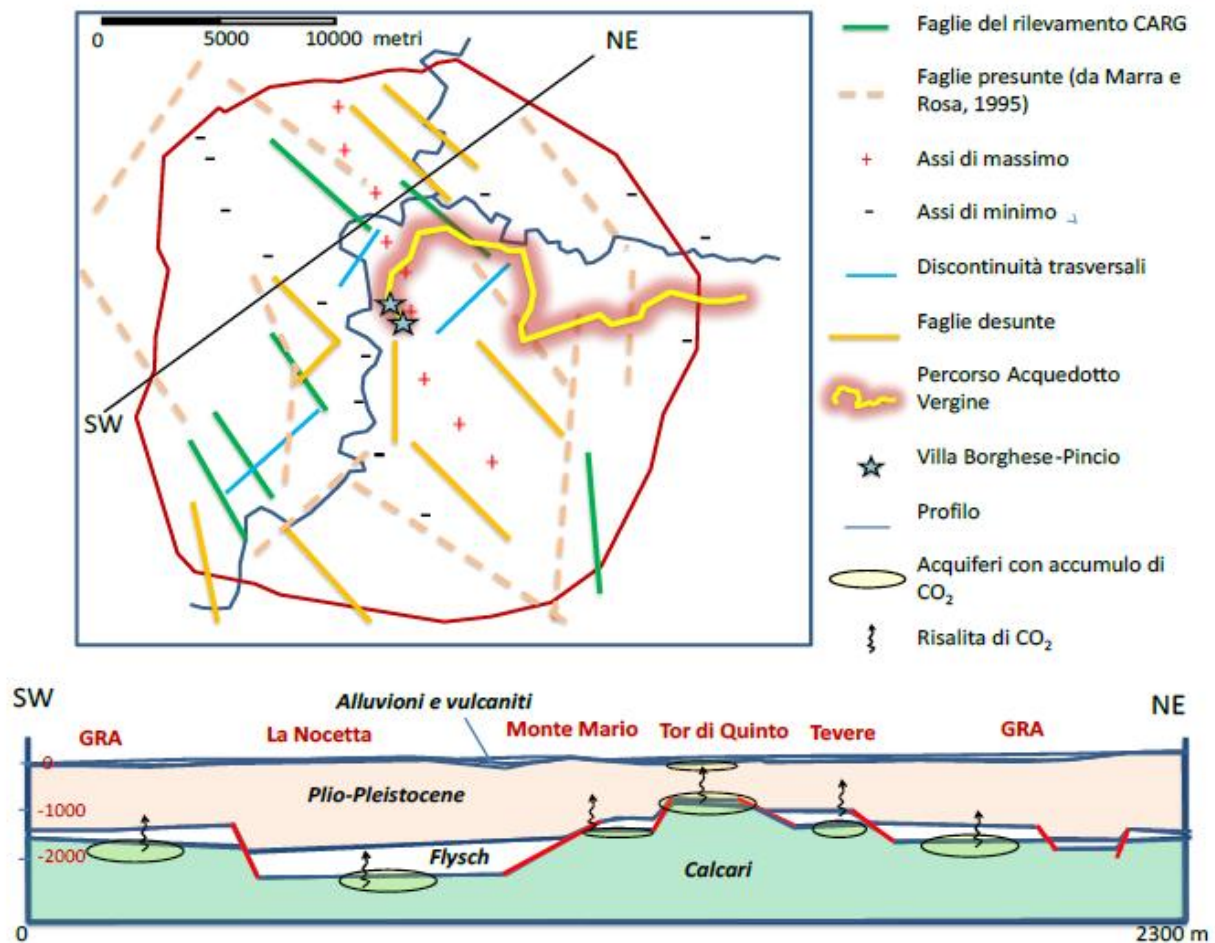 0 5000 10000 metri
NE
SW
Faglie del rilevamento CARG
Faglie presunte (da Marra e
Rosa, 1995)
Assi di massimo
Assi di minimo
Discontinuità trasversali
Faglie desunte
Percorso Acquedotto
Vergine
Villa Borghese-Pincio
Profilo
Acquiferi con accumulo di
CO₂
Risalita di CO₂
SW
NE
Alluvioni e vulcaniti
GRA La Nocetta Monte Mario Tor di Quinto Tevere GRA
0
Plio-Pleistocene
-1000
-2000
Flysch
Calcari
0 2300 m